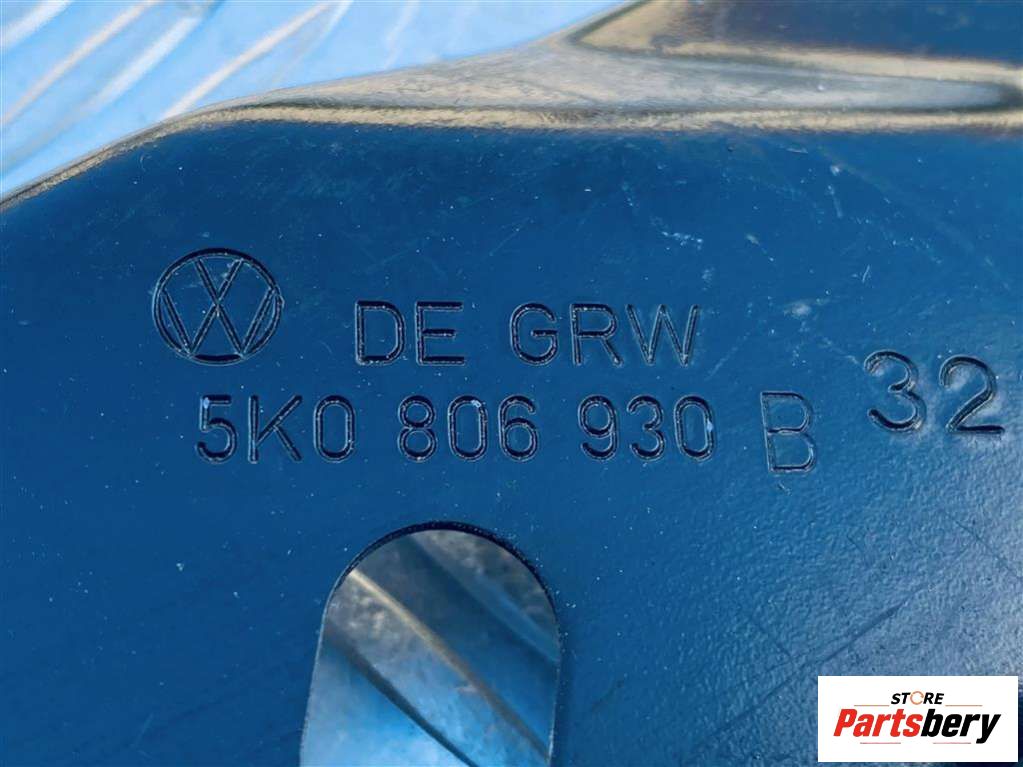 DE GRW
5K0 806 930 B 32
STORE
Partsbery